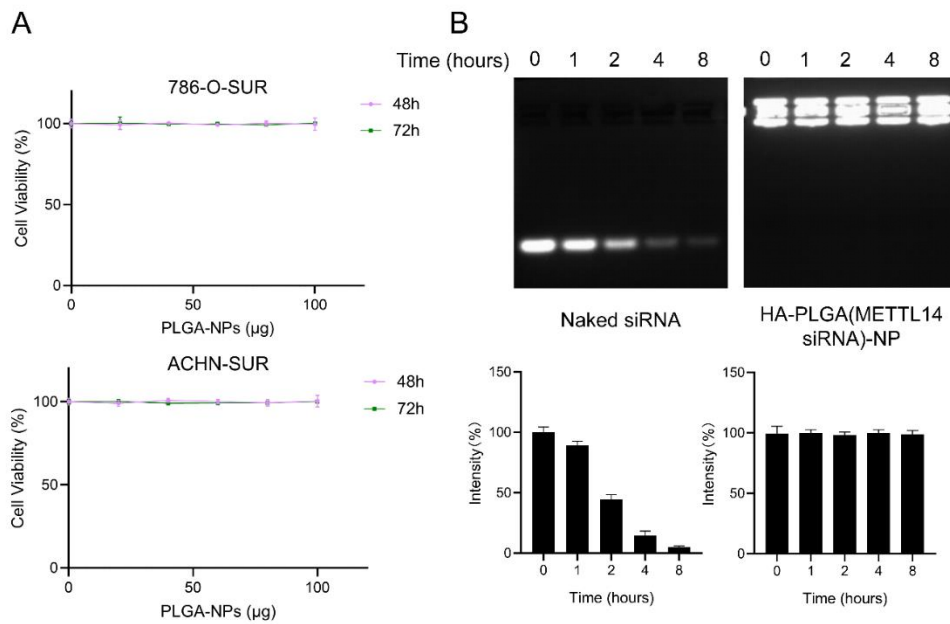 A
786-O-SUR
48h
72h
Cell Viability (%)
100
50
0
0 50 100
PLGA-NPs (μg)
ACHN-SUR
48h
72h
Cell Viability (%)
100
50
0
0 50 100
PLGA-NPs (μg)
B
Time (hours) 0 1 2 4 8 0 1 2 4 8
Naked siRNA
HA-PLGA(METTL14
siRNA)-NP
Intensity(%)
150
100
50
0
0 1 2 4 8
Time (hours)
Intensity(%)
150
100
50
0
0 1 2 4 8
Time (hours)